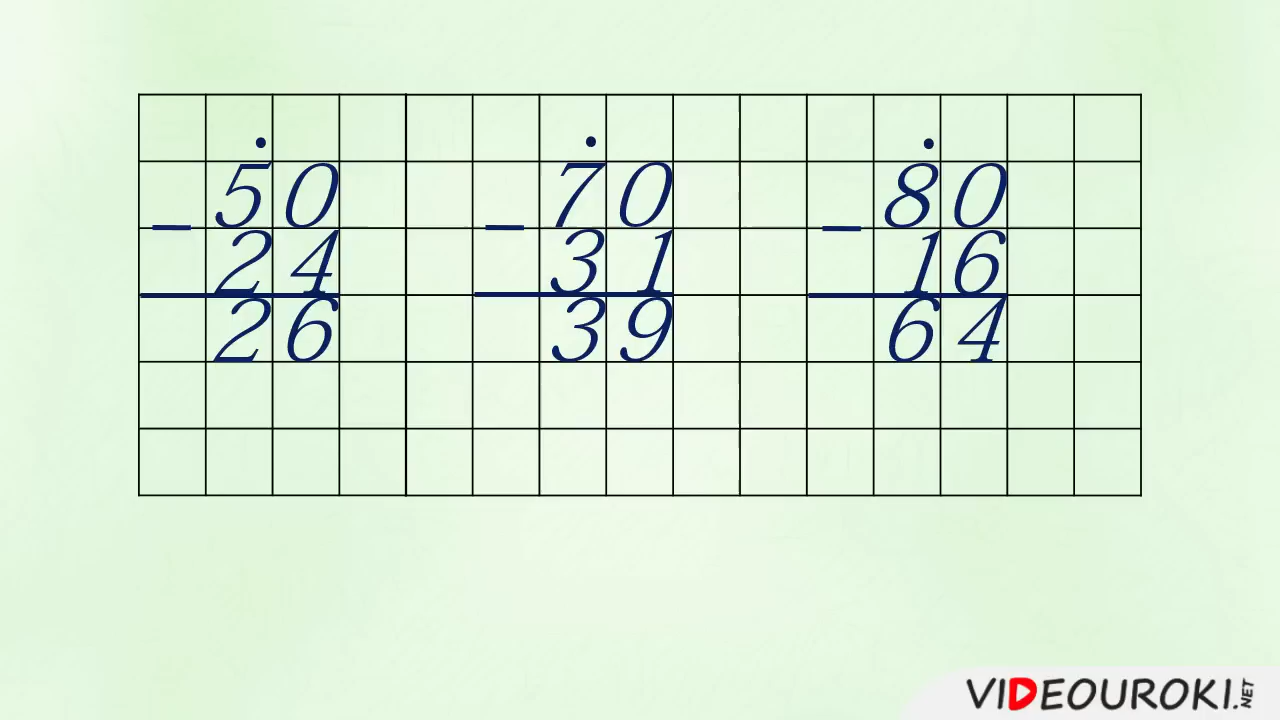 . . .
50 70 80
− − −
24 31 16
26 39 64
VIDEOUROKI.NET